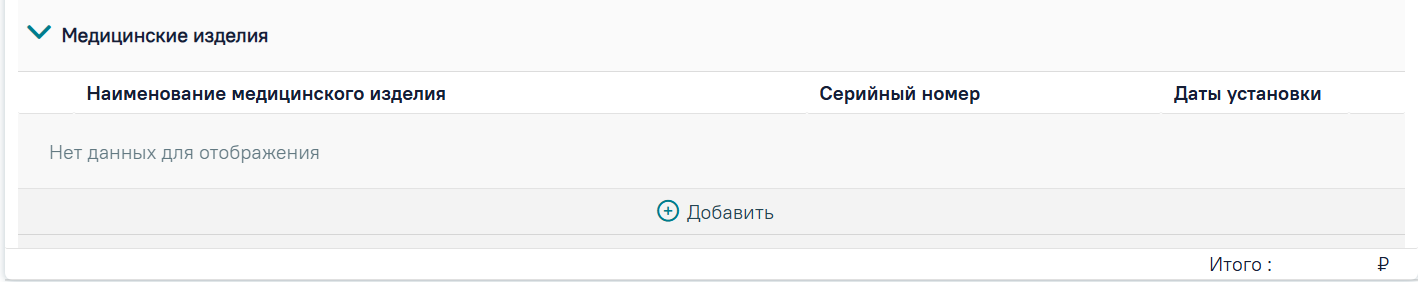 Медицинские изделия
Наименование медицинского изделия Серийный номер Даты установки
Нет данных для отображения
Добавить
Итого : ₽